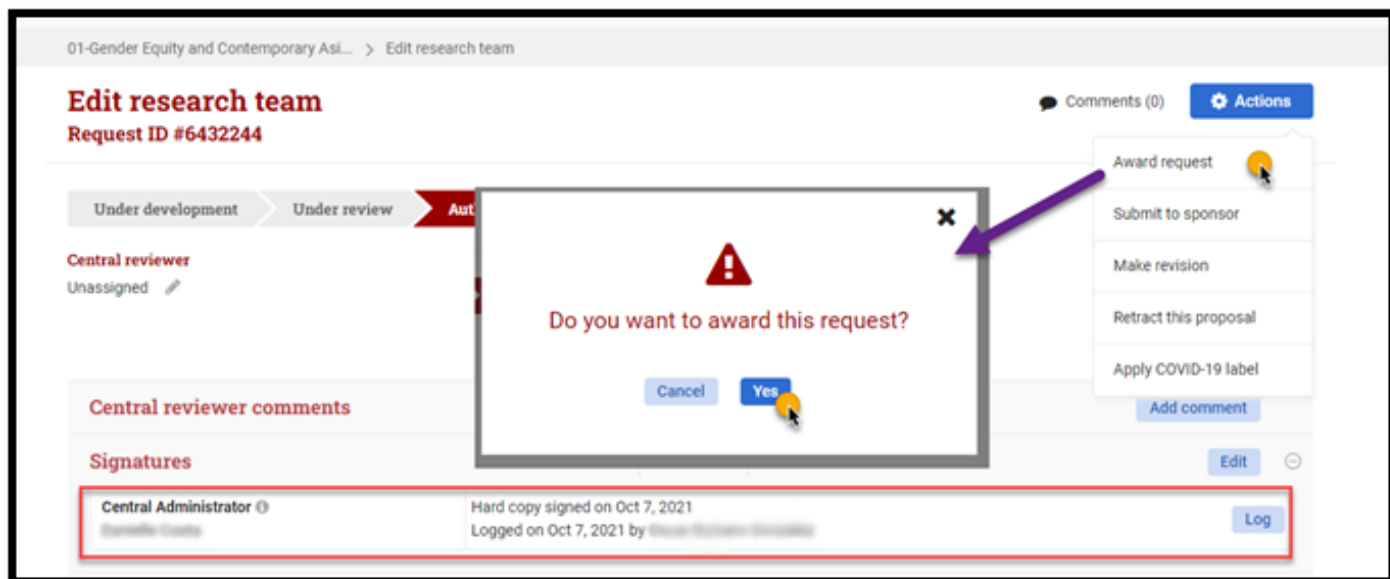 01-Gender Equity and Contemporary Asi... > Edit research team
Edit research team
Request ID #6432244
Comments (0)
Actions
Award request
Submit to sponsor
Make revision
Retract this proposal
Apply COVID-19 label
Under development
Under review
Aut
Central reviewer
Unassigned
Do you want to award this request?
Cancel
Yes
Central reviewer comments
Add comment
Signatures
Edit
Central Administrator
Hard copy signed on Oct 7, 2021
Logged on Oct 7, 2021 by
Log